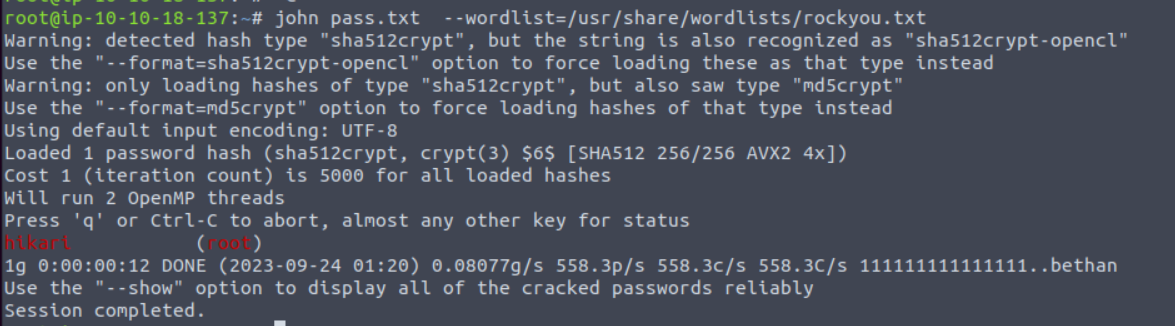 root@ip-10-10-18-137:~# john pass.txt  --wordlist=/usr/share/wordlists/rockyou.txt
Warning: detected hash type "sha512crypt", but the string is also recognized as "sha512crypt-opencl"
Use the "--format=sha512crypt-opencl" option to force loading these as that type instead
Warning: only loading hashes of type "sha512crypt", but also saw type "md5crypt"
Use the "--format=md5crypt" option to force loading hashes of that type instead
Using default input encoding: UTF-8
Loaded 1 password hash (sha512crypt, crypt(3) $6$ [SHA512 256/256 AVX2 4x])
Cost 1 (iteration count) is 5000 for all loaded hashes
Will run 2 OpenMP threads
Press 'q' or Ctrl-C to abort, almost any other key for status
hikari           (root)
1g 0:00:00:12 DONE (2023-09-24 01:20) 0.08077g/s 558.3p/s 558.3c/s 558.3C/s 111111111111111..bethan
Use the "--show" option to display all of the cracked passwords reliably
Session completed.